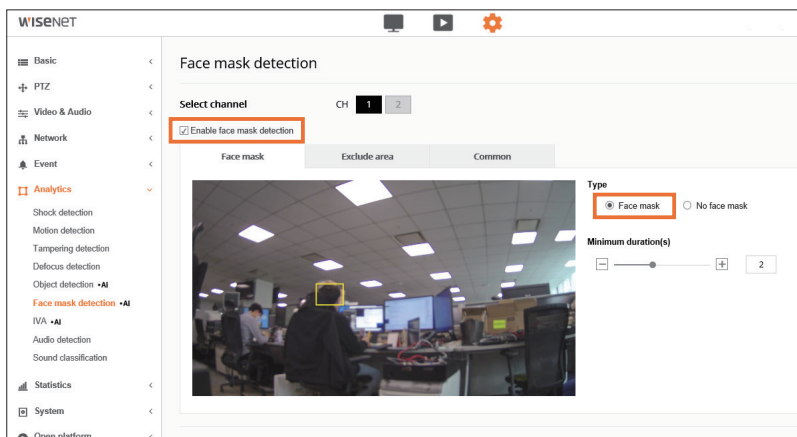 WISENET
Basic
PTZ
Video & Audio
Network
Event
Analytics
Shock detection
Motion detection
Tampering detection
Defocus detection
Object detection •AI
Face mask detection •AI
IVA •AI
Audio detection
Sound classification
Statistics
System
Open platform
Face mask detection
Select channel CH 1 2
Enable face mask detection
Face mask Exclude area Common
Type
Face mask No face mask
Minimum duration(s)
2